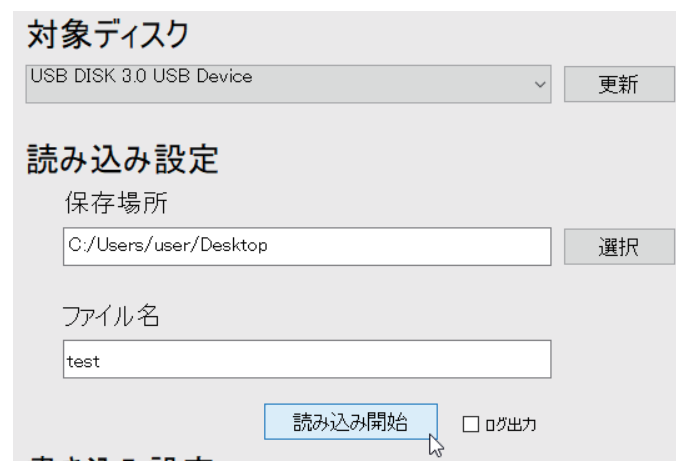 対象ディスク
USB DISK 3.0 USB Device
更新
読み込み設定
保存場所
C:/Users/user/Desktop
選択
ファイル名
test
読み込み開始
ログ出力